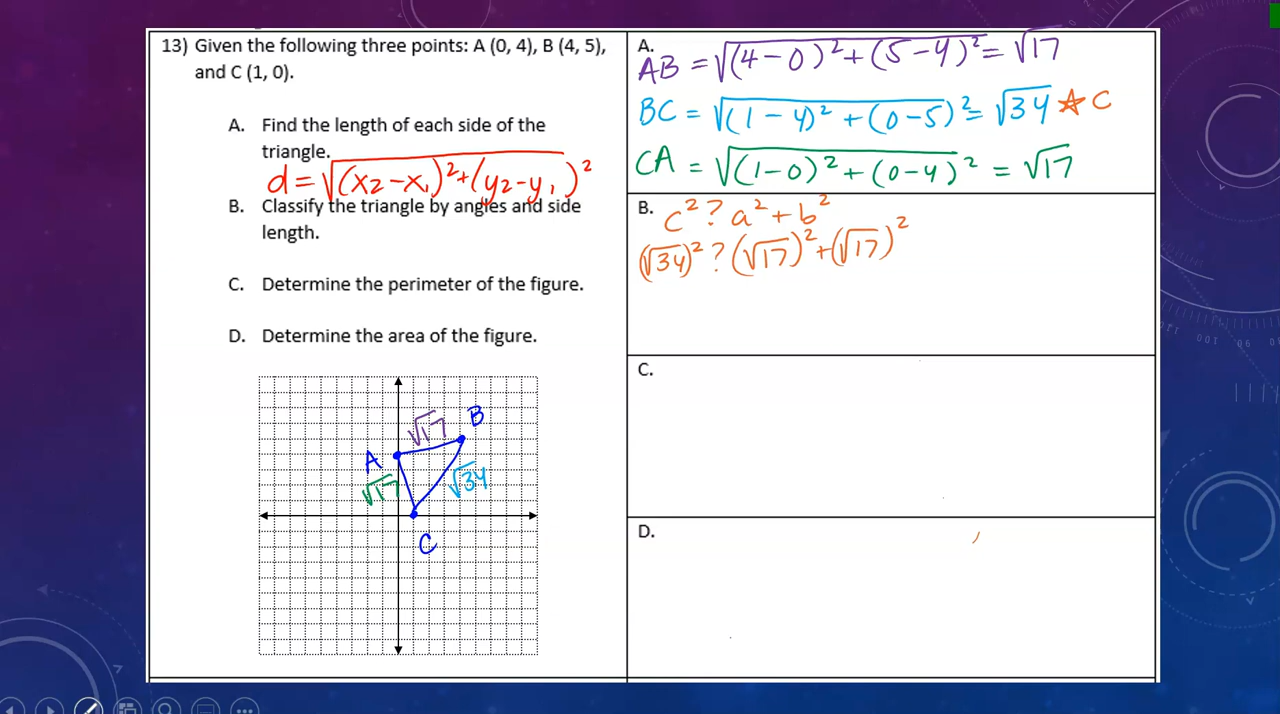 13) Given the following three points: A (0, 4), B (4, 5),
and C (1, 0).
A. Find the length of each side of the
triangle.
d = √(x₂ − x₁)² + (y₂ − y₁)²
B. Classify the triangle by angles and side
length.
C. Determine the perimeter of the figure.
D. Determine the area of the figure.
B
√17
A
√17
√34
C
A.
AB = √(4 − 0)² + (5 − 4)² = √17
BC = √(1 − 4)² + (0 − 5)² = √34 ★ C
CA = √(1 − 0)² + (0 − 4)² = √17
B.
c² ? a² + b²
(√34)² ? (√17)² + (√17)²
C.
D.